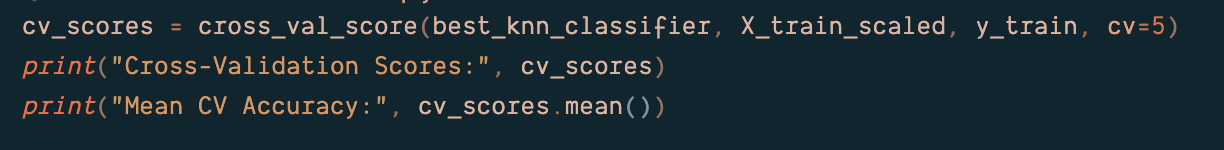 cv_scores = cross_val_score(best_knn_classifier, X_train_scaled, y_train, cv=5)
print("Cross-Validation Scores:", cv_scores)
print("Mean CV Accuracy:", cv_scores.mean())